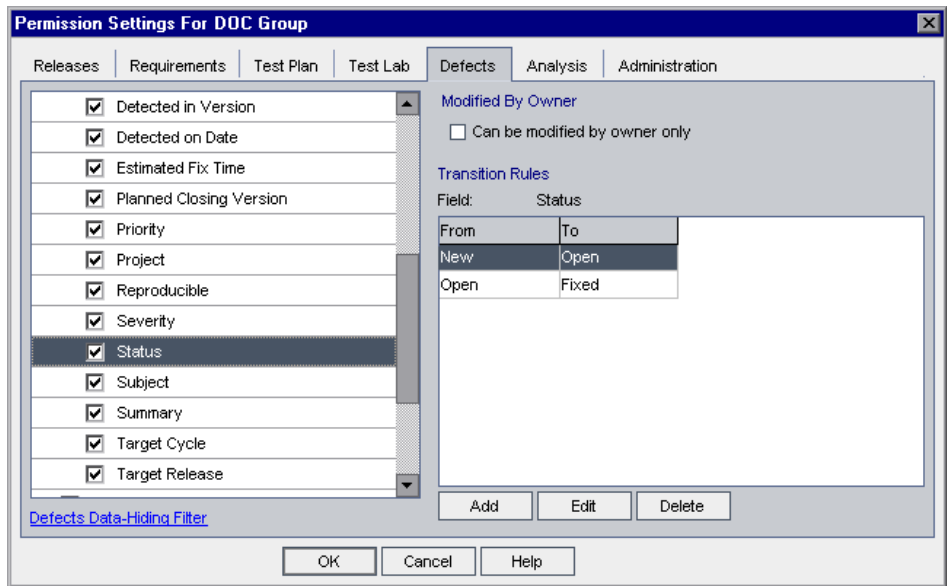 Permission Settings For DOC Group
Releases Requirements Test Plan Test Lab Defects Analysis Administration
Detected in Version
Detected on Date
Estimated Fix Time
Planned Closing Version
Priority
Project
Reproducible
Severity
Status
Subject
Summary
Target Cycle
Target Release
Defects Data-Hiding Filter
Modified By Owner
Can be modified by owner only
Transition Rules
Field: Status
From To
New Open
Open Fixed
Add Edit Delete
OK Cancel Help